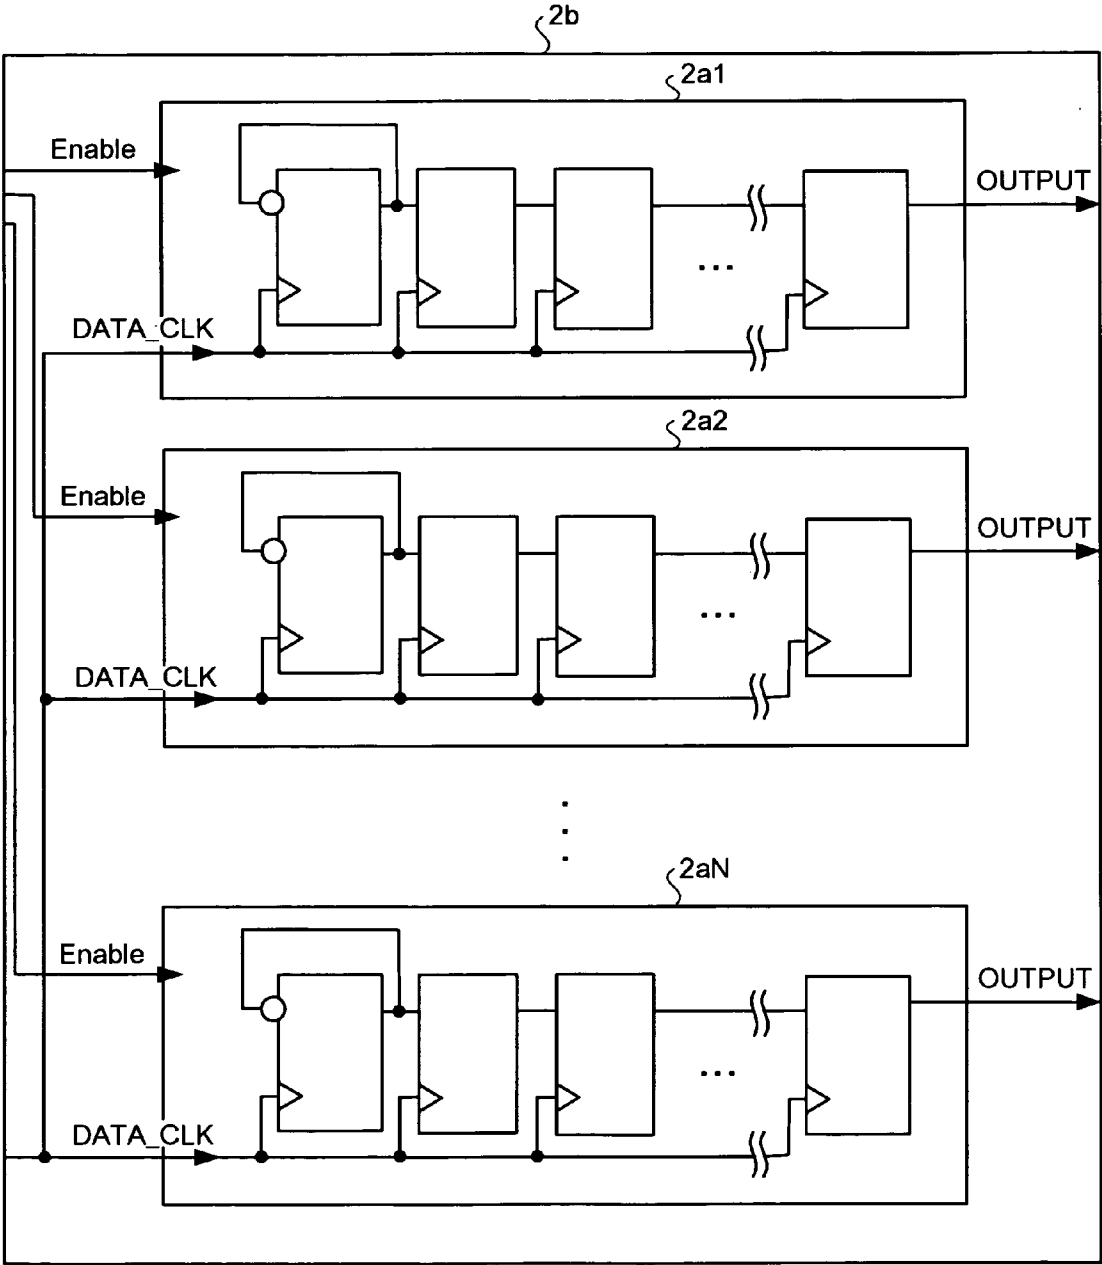 2b
2a1
Enable
OUTPUT
...
DATA_CLK
2a2
Enable
OUTPUT
...
DATA_CLK
2aN
Enable
OUTPUT
...
DATA_CLK